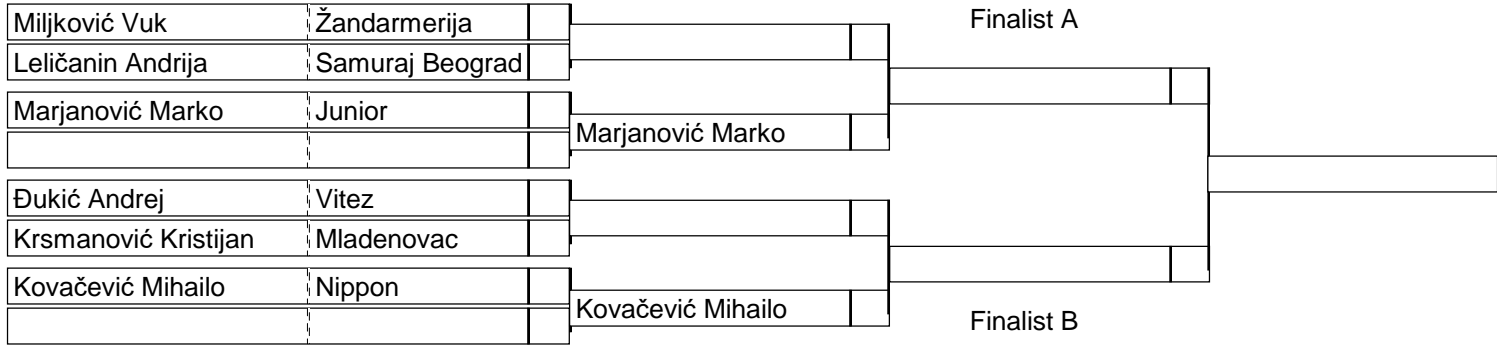 Miljković Vuk Žandarmerija
Leličanin Andrija Samuraj Beograd
Marjanović Marko Junior
Đukić Andrej Vitez
Krsmanović Kristijan Mladenovac
Kovačević Mihailo Nippon
Marjanović Marko
Kovačević Mihailo
Finalist A
Finalist B